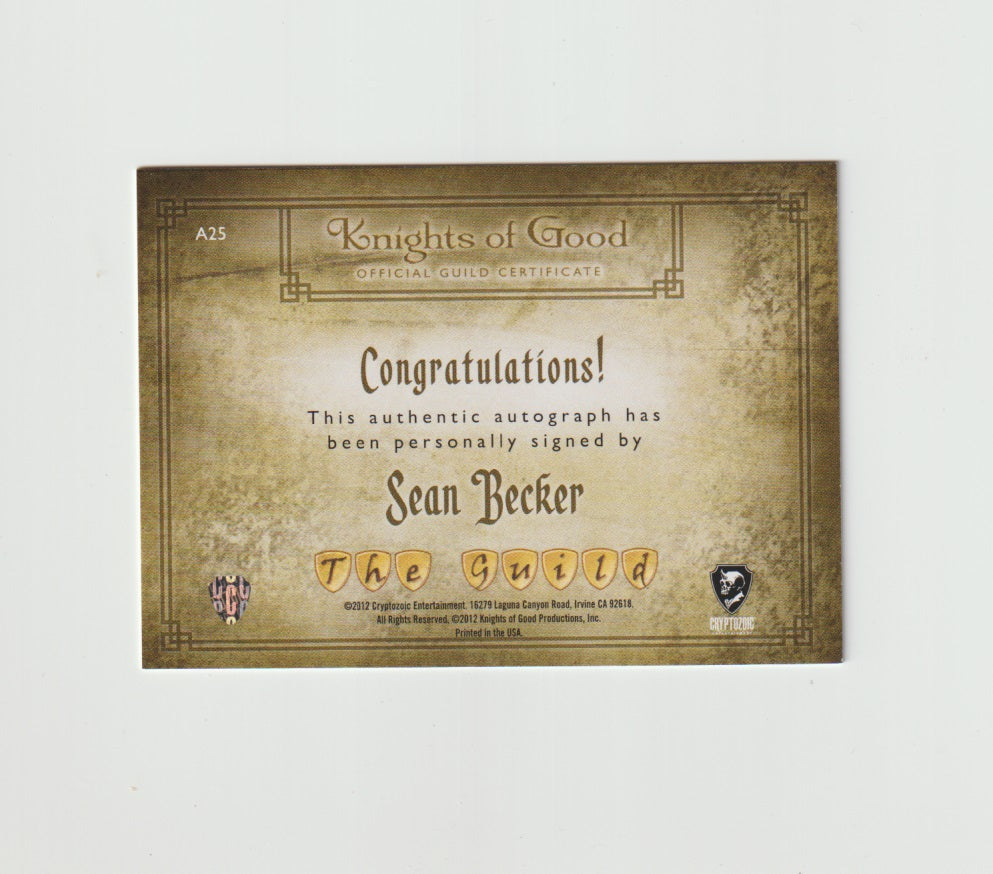 A25
Knights of Good
OFFICIAL GUILD CERTIFICATE
Congratulations!
This authentic autograph has
been personally signed by
Sean Becker
The Guild
©2012 Cryptozoic Entertainment. 16279 Laguna Canyon Road, Irvine CA 92618.
All Rights Reserved. ©2012 Knights of Good Productions, Inc.
Printed in the USA.
CRYPTOZOIC